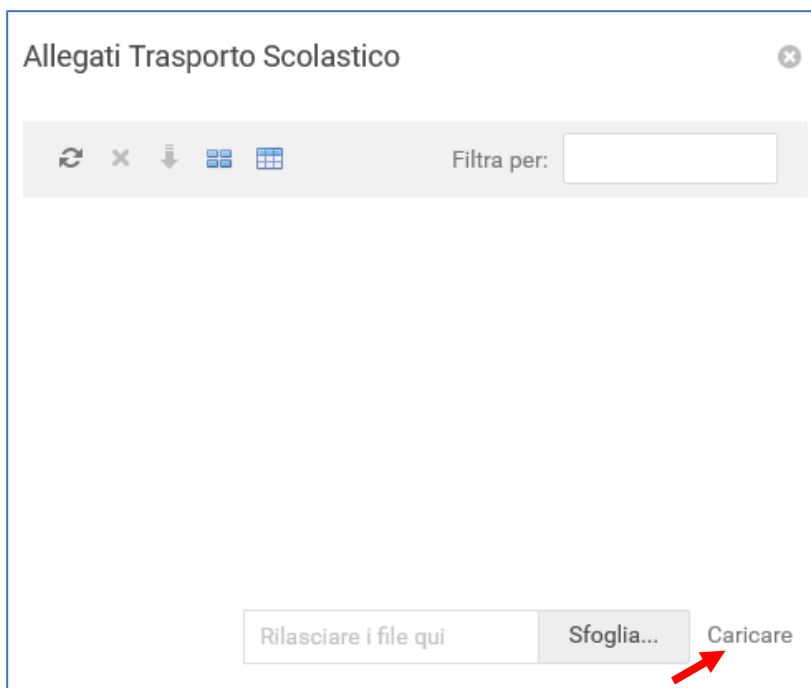 Allegati Trasporto Scolastico
Filtra per:
Rilasciare i file qui
Sfoglia...
Caricare